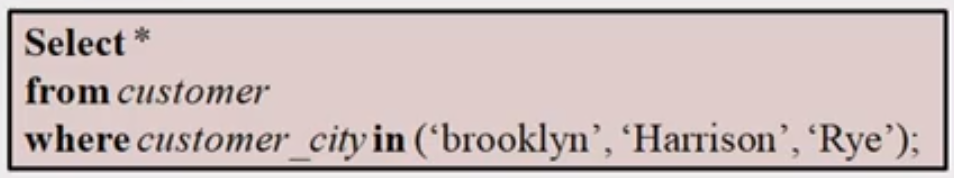 Select *
from customer
where customer_city in (‘brooklyn’, ‘Harrison’, ‘Rye’);